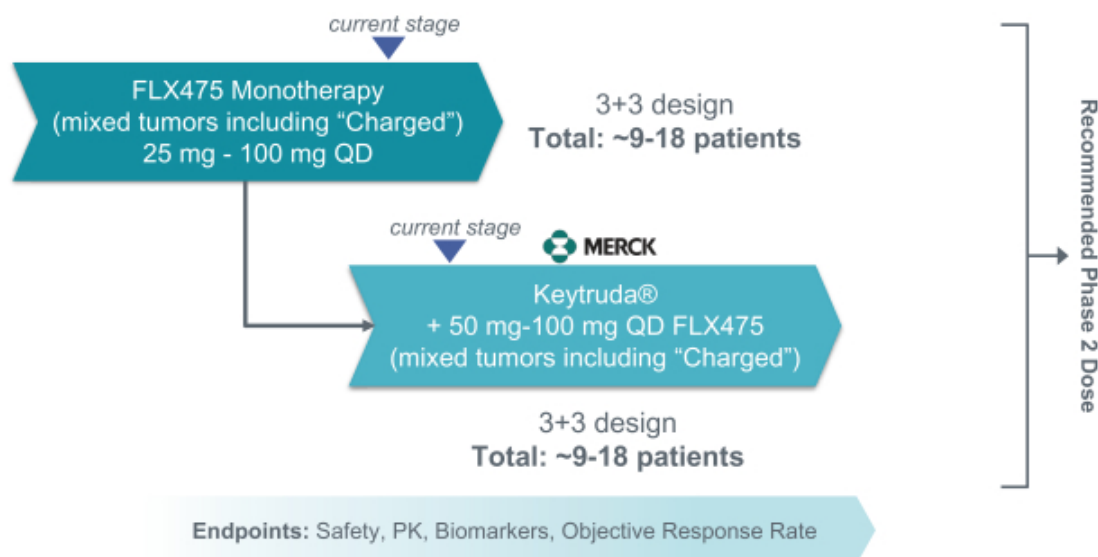 current stage
FLX475 Monotherapy
(mixed tumors including “Charged”)
25 mg - 100 mg QD
3+3 design
Total: ~9-18 patients
current stage
MERCK
Keytruda®
+ 50 mg-100 mg QD FLX475
(mixed tumors including “Charged”)
3+3 design
Total: ~9-18 patients
Recommended Phase 2 Dose
Endpoints: Safety, PK, Biomarkers, Objective Response Rate